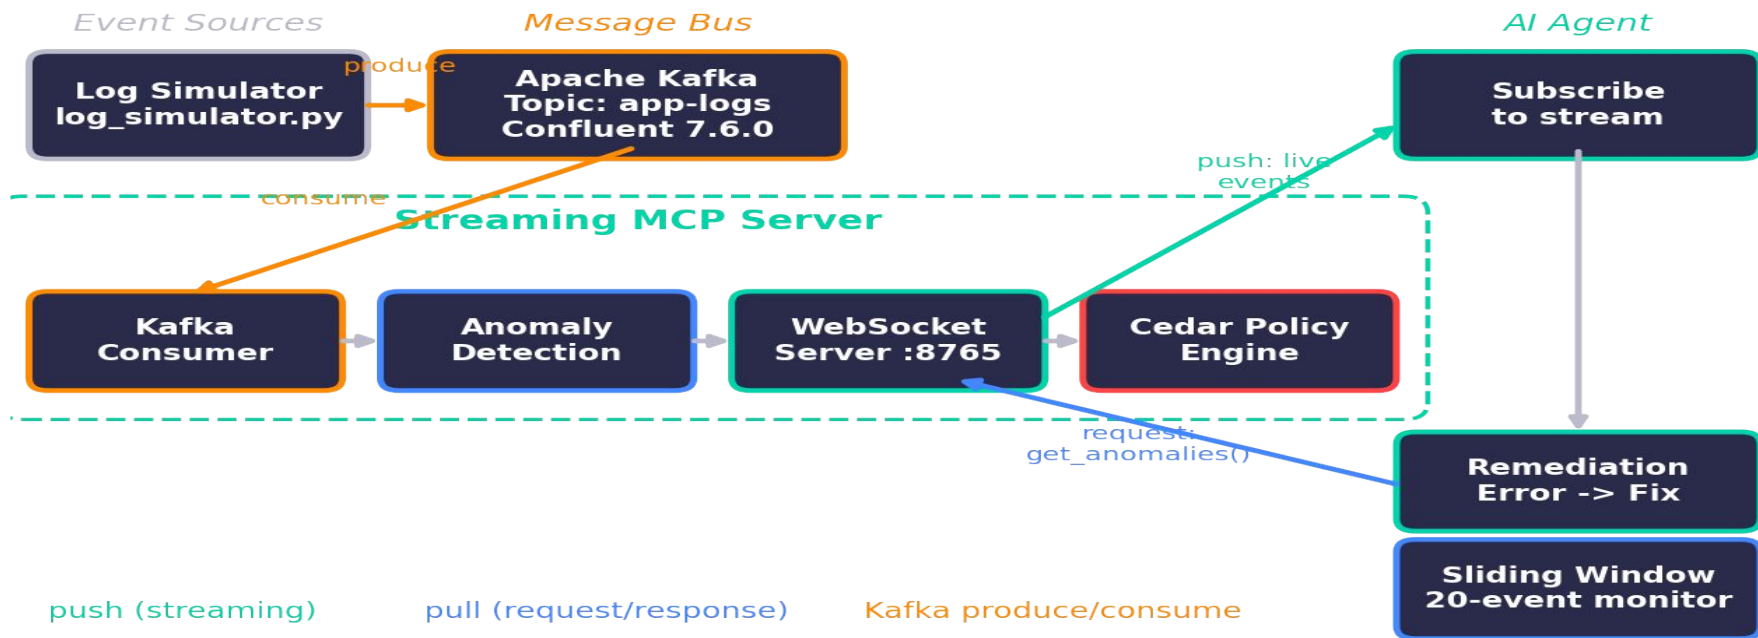 Event Sources
Message Bus
AI Agent
Log Simulator
log_simulator.py
produce
Apache Kafka
Topic: app-logs
Confluent 7.6.0
Subscribe
to stream
push: live
events
consume
Streaming MCP Server
Kafka
Consumer
Anomaly
Detection
WebSocket
Server :8765
Cedar Policy
Engine
request:
get_anomalies()
Remediation
Error -> Fix
Sliding Window
20-event monitor
push (streaming)
pull (request/response)
Kafka produce/consume